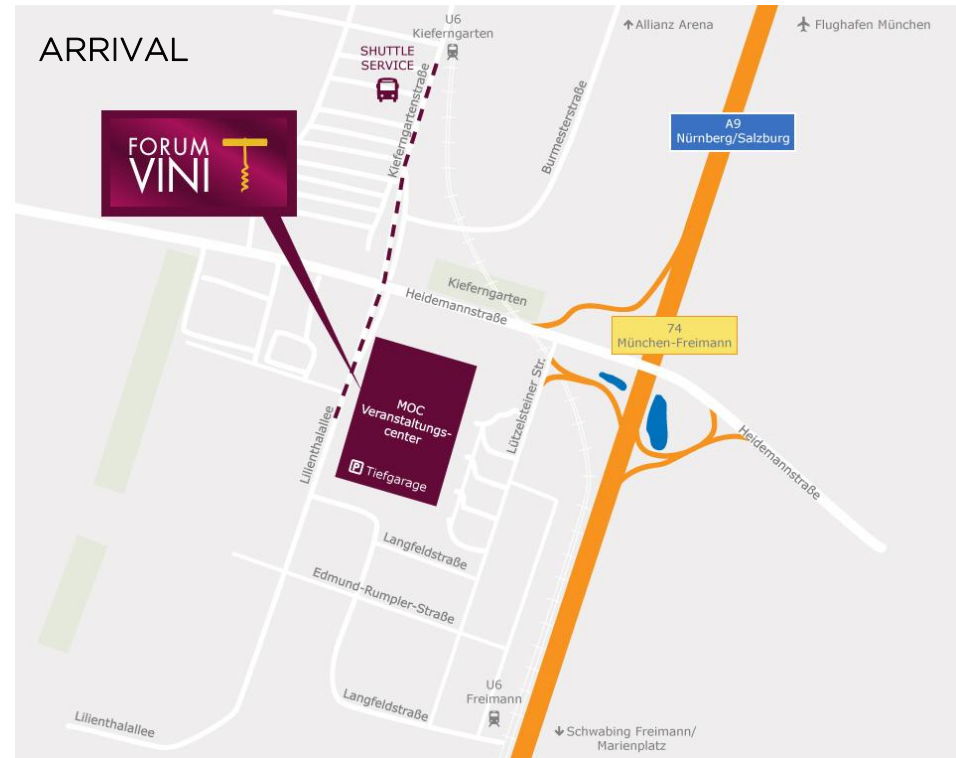 ARRIVAL
U6
Kieferngarten
Allianz Arena
Flughafen München
SHUTTLE
SERVICE
Kieferngartenstraße
Burmesterstraße
A9
Nürnberg/Salzburg
FORUM
VINI
Kieferngarten
Heidemannstraße
74
München-Freimann
MOC
Veranstaltungs-
center
P Tiefgarage
Lützelsteiner Str.
Lilienthalallee
Heidemannstraße
Langfeldstraße
Edmund-Rumpler-Straße
U6
Freimann
Langfeldstraße
Lilienthalallee
Schwabing Freimann/
Marienplatz